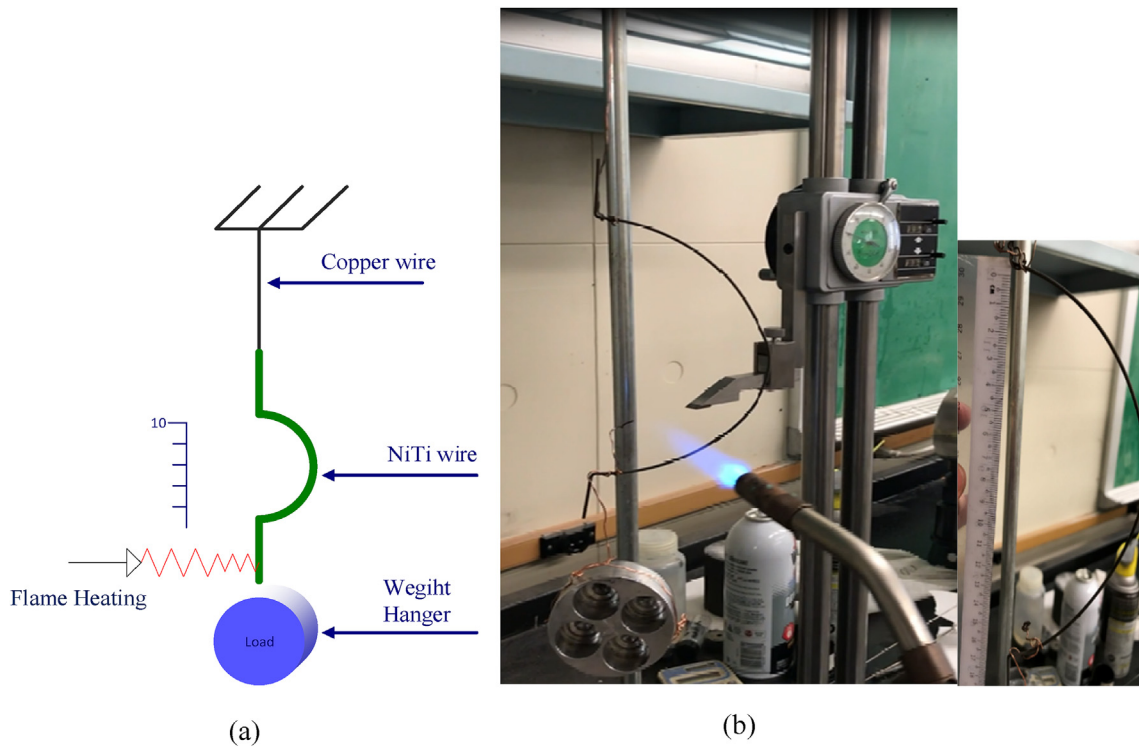 Copper wire
10
NiTi wire
Flame Heating
Wegiht
Hanger
Load
(a)
(b)